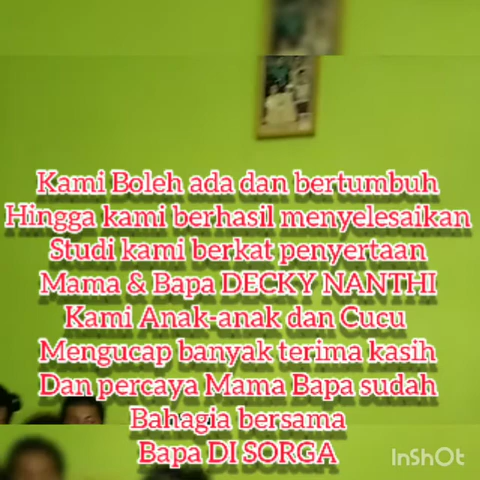 Kami Boleh ada dan bertumbuh
Hingga kami berhasil menyelesaikan
Studi kami berkat penyertaan
Mama & Bapa DECKY NANTHI
Kami Anak-anak dan Cucu
Mengucap banyak terima kasih
Dan percaya Mama Bapa sudah
Bahagia bersama
Bapa DI SORGA
InShOt